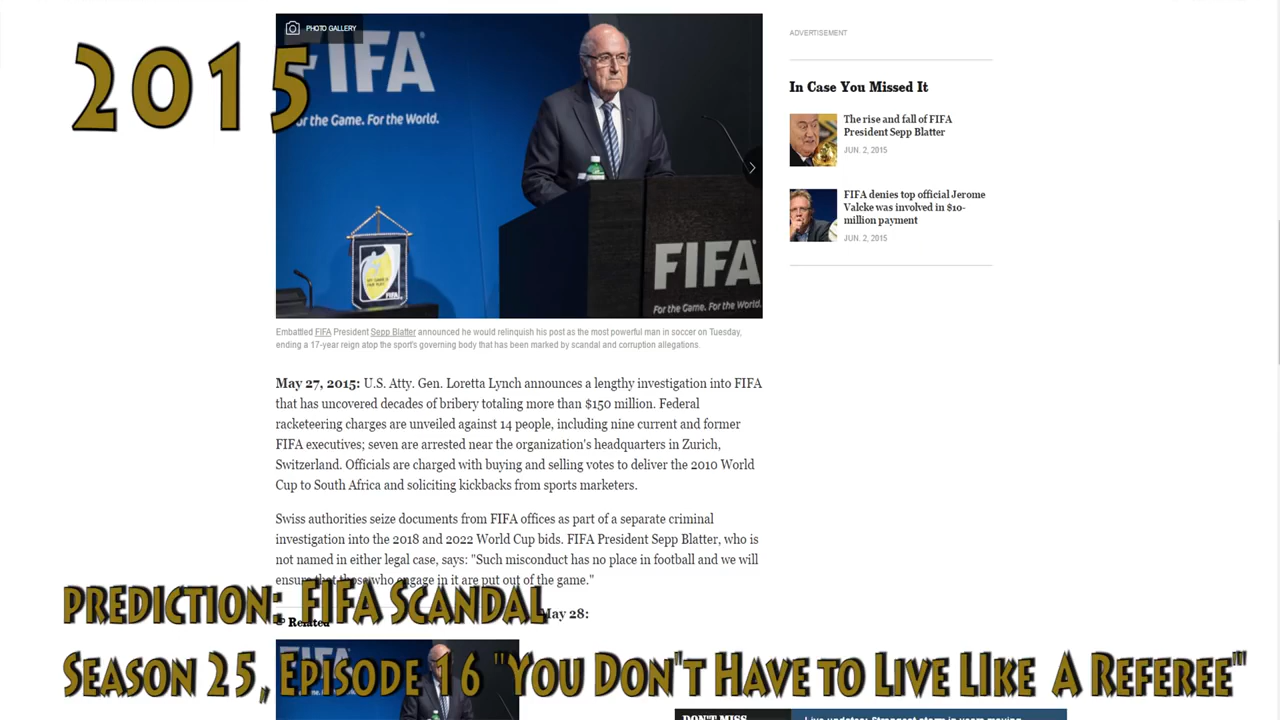 2015
PHOTO GALLERY
FIFA
For the Game. For the World.
FIFA
For the Game. For the World.
FIFA
Embattled FIFA President Sepp Blatter announced he would relinquish his post as the most powerful man in soccer on Tuesday,
ending a 17-year reign atop the sport's governing body that has been marked by scandal and corruption allegations.
ADVERTISEMENT
In Case You Missed It
The rise and fall of FIFA
President Sepp Blatter
JUN. 2, 2015
FIFA denies top official Jerome
Valcke was involved in $10-
million payment
JUN. 2, 2015
May 27, 2015: U.S. Atty. Gen. Loretta Lynch announces a lengthy investigation into FIFA
that has uncovered decades of bribery totaling more than $150 million. Federal
racketeering charges are unveiled against 14 people, including nine current and former
FIFA executives; seven are arrested near the organization's headquarters in Zurich,
Switzerland. Officials are charged with buying and selling votes to deliver the 2010 World
Cup to South Africa and soliciting kickbacks from sports marketers.
Swiss authorities seize documents from FIFA offices as part of a separate criminal
investigation into the 2018 and 2022 World Cup bids. FIFA President Sepp Blatter, who is
not named in either legal case, says: "Such misconduct has no place in football and we will
ensure that those who engage in it are put out of the game."
May 28:
Related
PREDICTION: FIFA SCANDAL
SEASON 25, EPISODE 16 "YOU DON"T HAVE TO LIVE LIKE A REFEREE"
FIFA
DON'T MISS
Live updates: Strongest storm in years moving